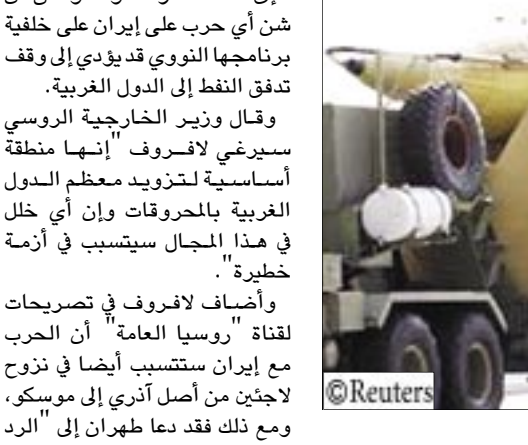 شن أي حرب على إيران على خلفية
برنامجها النووي قد يؤدي إلى وقف
تدفق النفط إلى الدول الغربية.
وقال وزير الخارجية الروسي
سيرغي لافروف "إنها منطقة
أساسية لتزويد معظم الدول
الغربية بالمحروقات وإن أي خلل
في هذا المجال سيتسبب في أزمة
خطيرة".
وأضاف لافروف في تصريحات
لقناة "روسيا العامة" أن الحرب
مع إيران ستتسبب أيضا في نزوح
لاجئين من أصل آذري إلى موسكو،
ومع ذلك فقد دعا طهران إلى "الرد
©Reuters